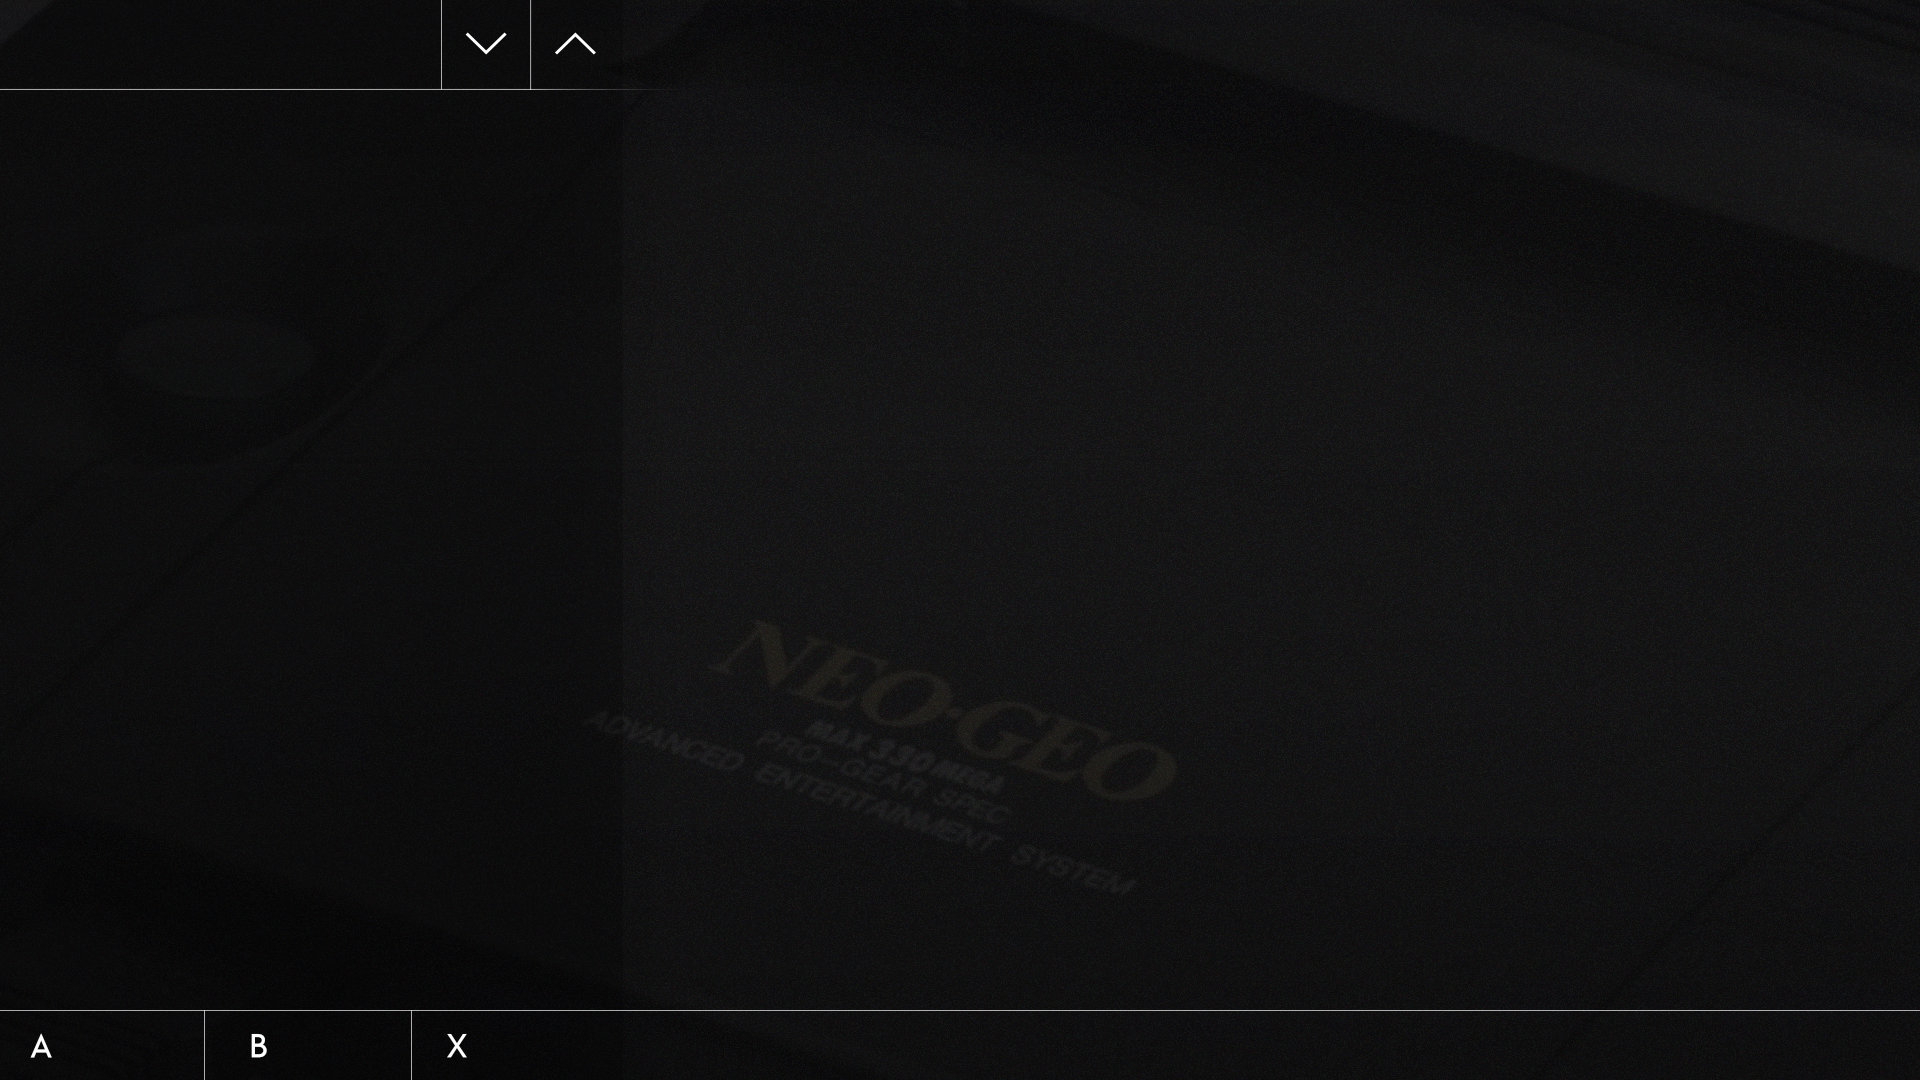 NEO•GEO
MAX 330 MEGA
PRO-GEAR SPEC
ADVANCED ENTERTAINMENT SYSTEM
A B X